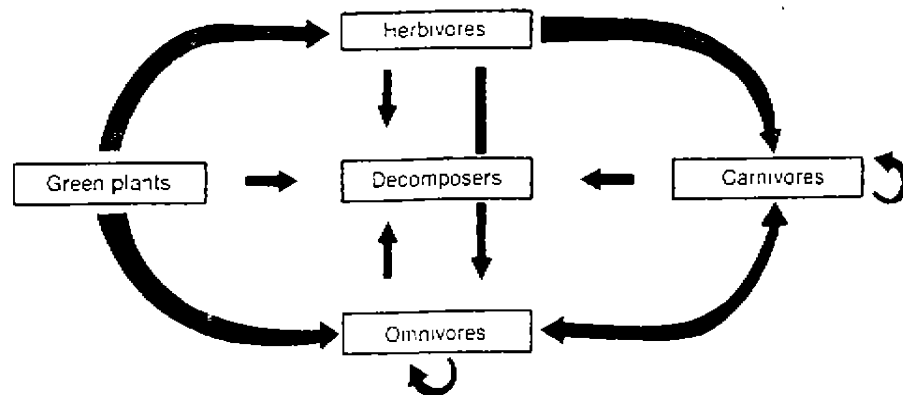 Herbivores
Green plants
Decomposers
Carnivores
Omnivores